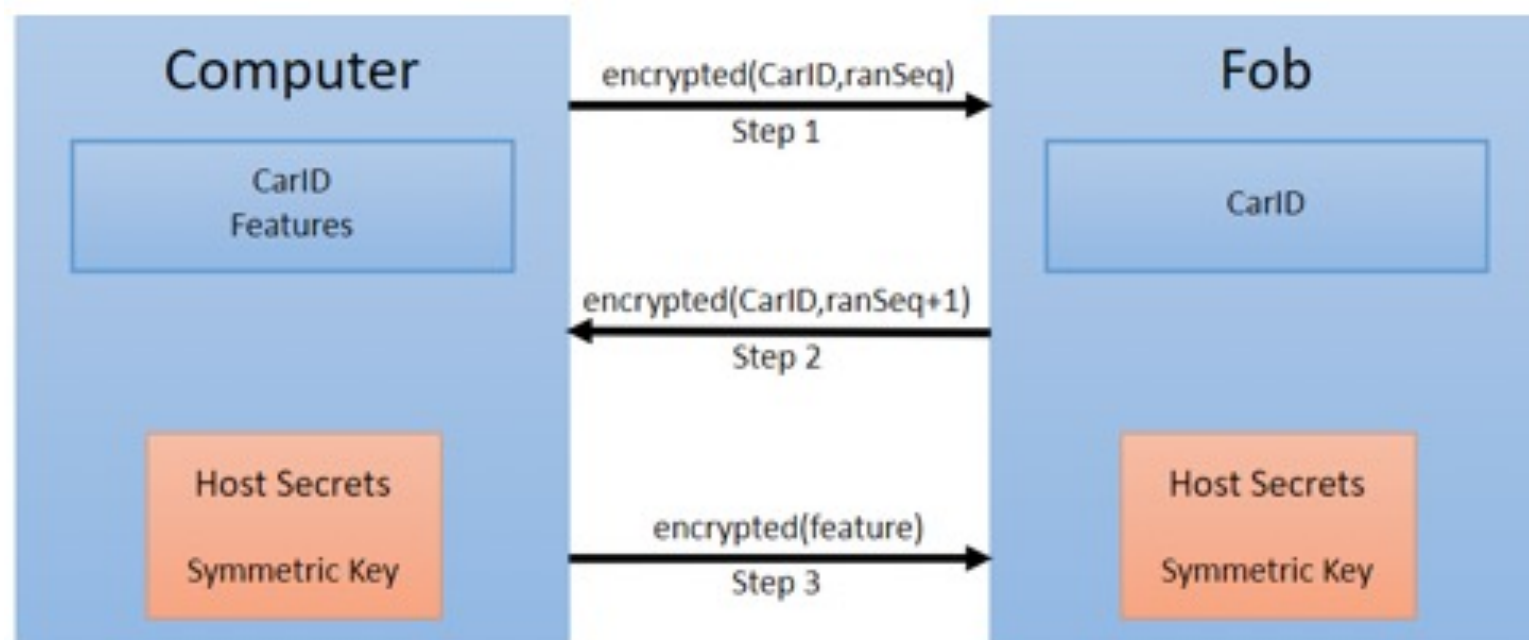 Computer
CarID
Features
Host Secrets
Symmetric Key
encrypted(CarID,ranSeq)
Step 1
encrypted(CarID,ranSeq+1)
Step 2
encrypted(feature)
Step 3
Fob
CarID
Host Secrets
Symmetric Key